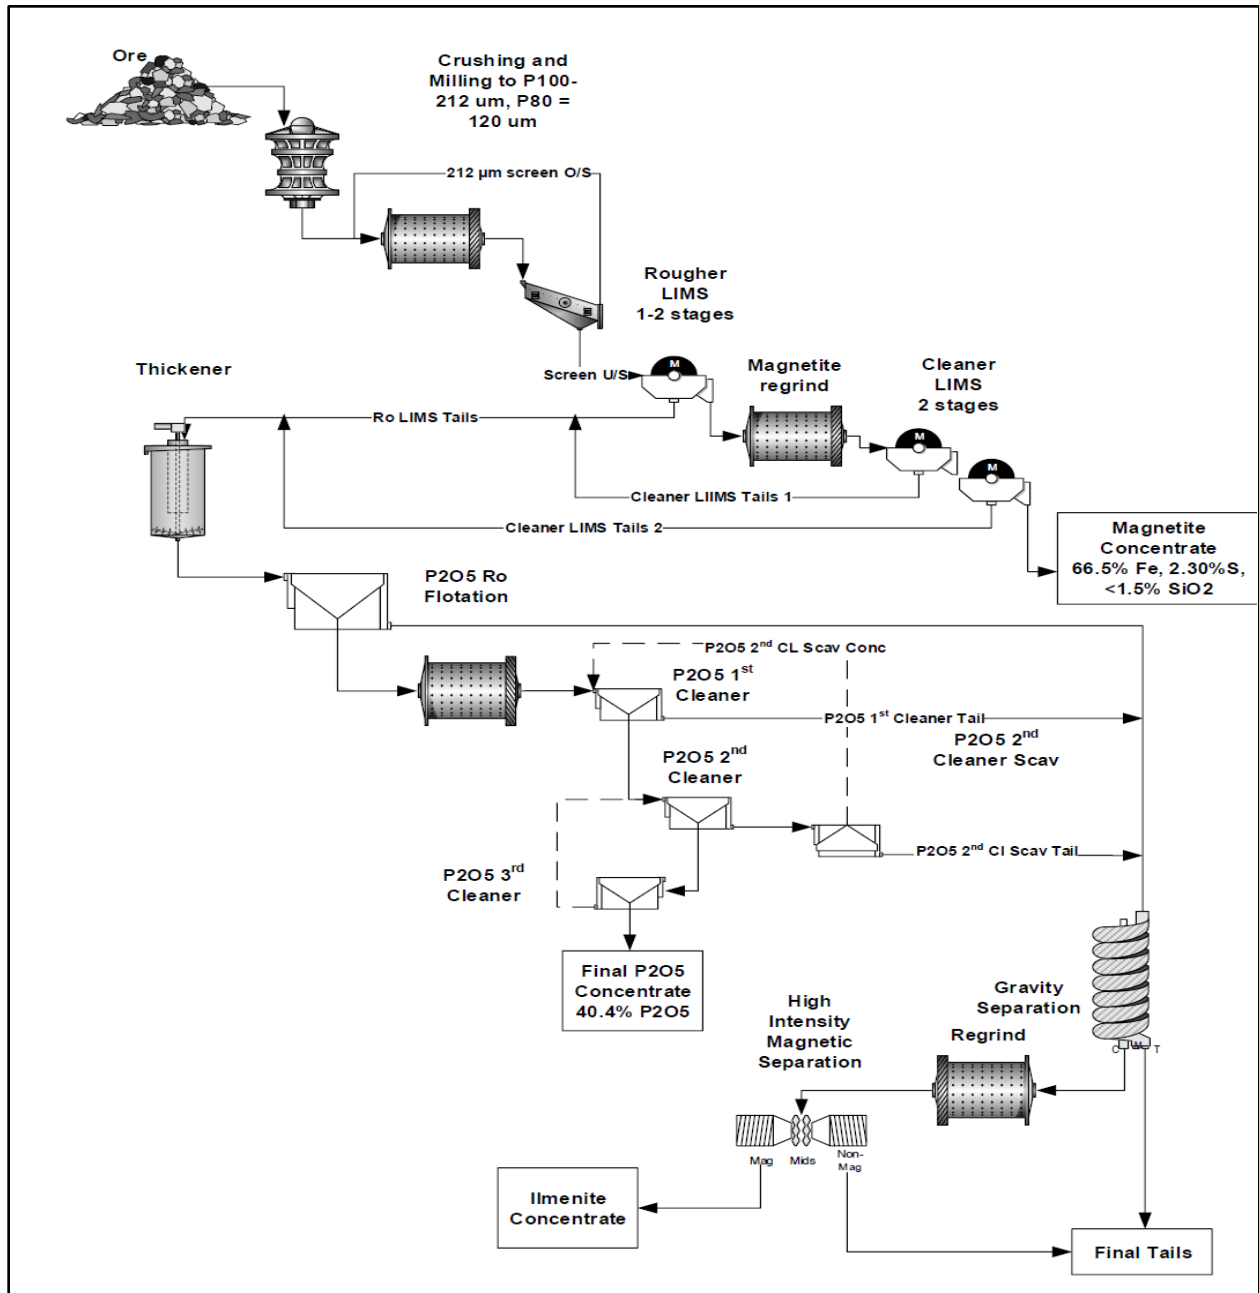 Ore
Crushing and
Milling to P100-
212 um, P80 =
120 um
212 µm screen O/S
Rougher
LIMS
1-2 stages
Thickener
Screen U/S
M
Magnetite
regrind
Cleaner
LIMS
2 stages
Ro LIMS Tails
M
M
Cleaner LIIMS Tails 1
Cleaner LIMS Tails 2
Magnetite
Concentrate
66.5% Fe, 2.30%S,
<1.5% SiO2
P2O5 Ro
Flotation
P2O5 2nd CL Scav Conc
P2O5 1st
Cleaner
P2O5 1st Cleaner Tail
P2O5 2nd
Cleaner Scav
P2O5 2nd
Cleaner
P2O5 2nd Cl Scav Tail
P2O5 3rd
Cleaner
Final P2O5
Concentrate
40.4% P2O5
High
Intensity
Magnetic
Separation
Gravity
Separation
Regrind
C M T
Mag Mids Non-
Mag
Ilmenite
Concentrate
Final Tails